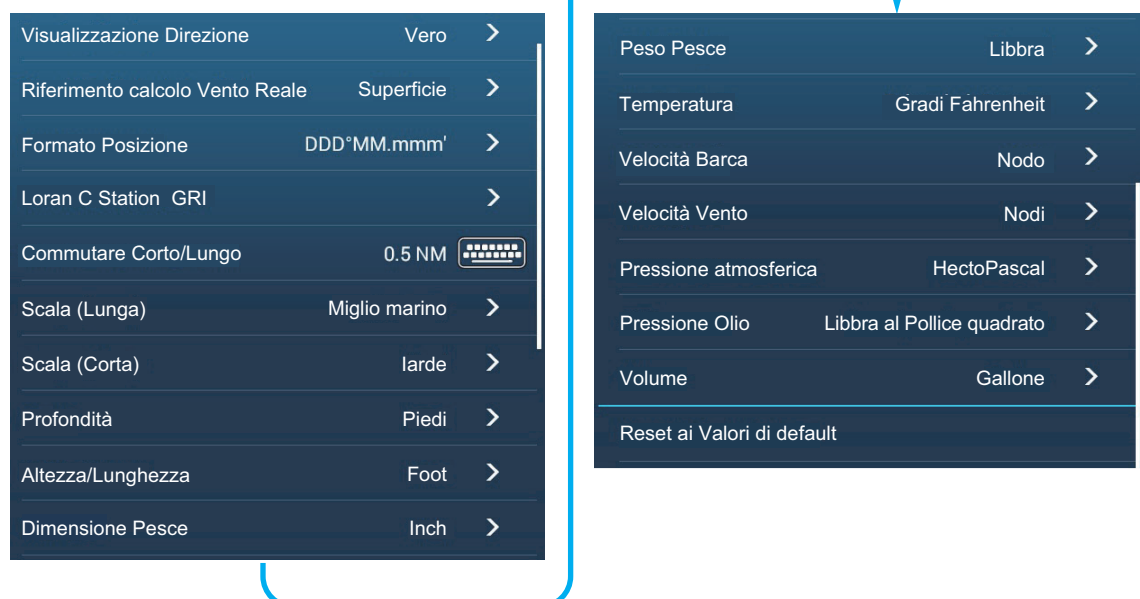 Visualizzazione Direzione Vero
Riferimento calcolo Vento Reale Superficie
Formato Posizione DDD°MM.mmm'
Loran C Station GRI
Commutare Corto/Lungo 0.5 NM
Scala (Lunga) Miglio marino
Scala (Corta) Iarde
Profondità Piedi
Altezza/Lunghezza Foot
Dimensione Pesce Inch
Peso Pesce Libbra
Temperatura Gradi Fahrenheit
Velocità Barca Nodo
Velocità Vento Nodi
Pressione atmosferica HectoPascal
Pressione Olio Libbra al Pollice quadrato
Volume Gallone
Reset ai Valori di default